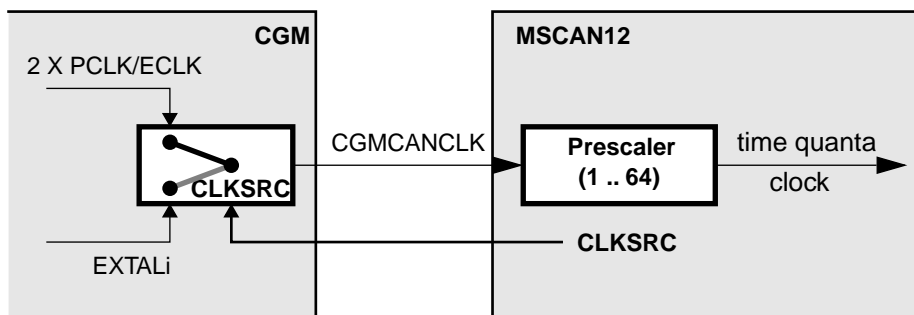 CGM
MSCAN12
2 X PCLK/ECLK
CGMCANCLK
Prescaler
(1 .. 64)
time quanta
clock
CLKSRC
CLKSRC
EXTALi